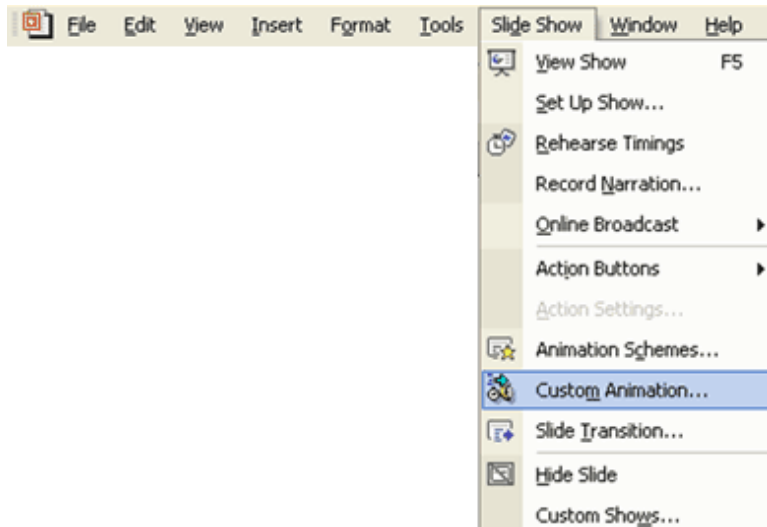 File Edit View Insert Format Tools Slide Show Window Help
View Show F5
Set Up Show...
Rehearse Timings
Record Narration...
Online Broadcast
Action Buttons
Action Settings...
Animation Schemes...
Custom Animation...
Slide Transition...
Hide Slide
Custom Shows...